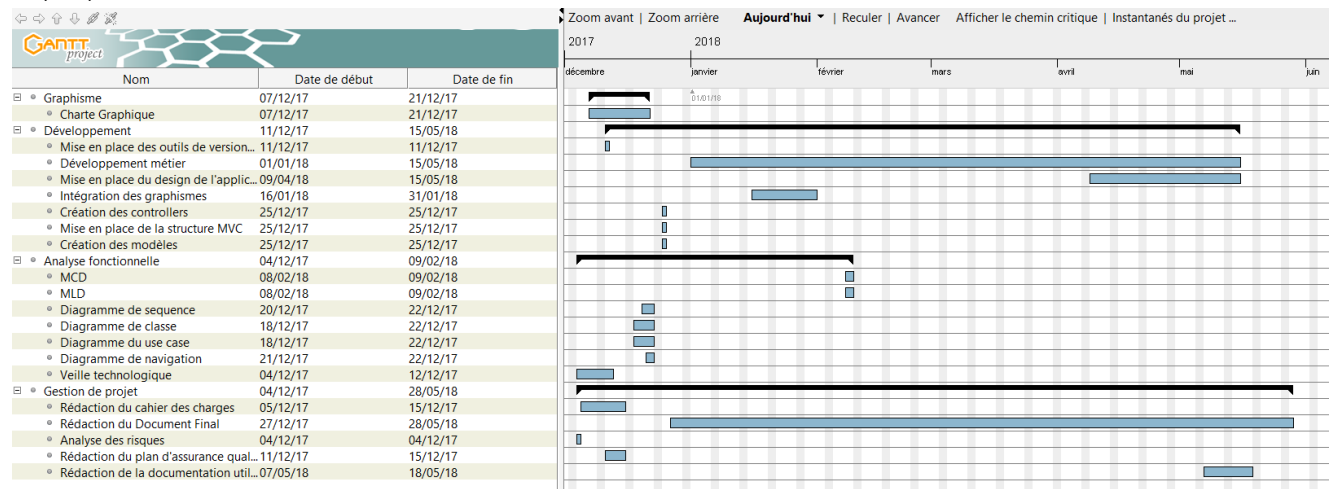 Zoom avant | Zoom arrière Aujourd'hui | Reculer | Avancer Afficher le chemin critique | Instantanés du projet ...
GANTT project
2017 2018
Nom Date de début Date de fin
décembre janvier février mars avril mai juin
01/01/18
Graphisme 07/12/17 21/12/17
Charte Graphique 07/12/17 21/12/17
Développement 11/12/17 15/05/18
Mise en place des outils de version... 11/12/17 11/12/17
Développement métier 01/01/18 15/05/18
Mise en place du design de l'applic... 09/04/18 15/05/18
Intégration des graphismes 16/01/18 31/01/18
Création des controllers 25/12/17 25/12/17
Mise en place de la structure MVC 25/12/17 25/12/17
Création des modèles 25/12/17 25/12/17
Analyse fonctionnelle 04/12/17 09/02/18
MCD 08/02/18 09/02/18
MLD 08/02/18 09/02/18
Diagramme de sequence 20/12/17 22/12/17
Diagramme de classe 18/12/17 22/12/17
Diagramme du use case 18/12/17 22/12/17
Diagramme de navigation 21/12/17 22/12/17
Veille technologique 04/12/17 12/12/17
Gestion de projet 04/12/17 28/05/18
Rédaction du cahier des charges 05/12/17 15/12/17
Rédaction du Document Final 27/12/17 28/05/18
Analyse des risques 04/12/17 04/12/17
Rédaction du plan d'assurance qual... 11/12/17 15/12/17
Rédaction de la documentation util... 07/05/18 18/05/18